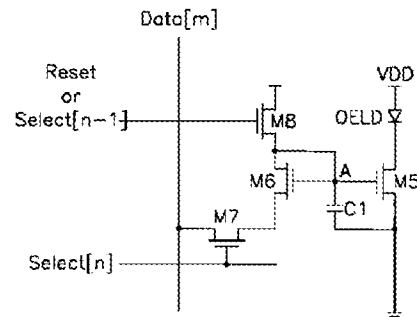 Data[m]
Reset
or
Select[n-1]
VDD
OELD
M8
M6
A
M5
C1
M7
Select[n]